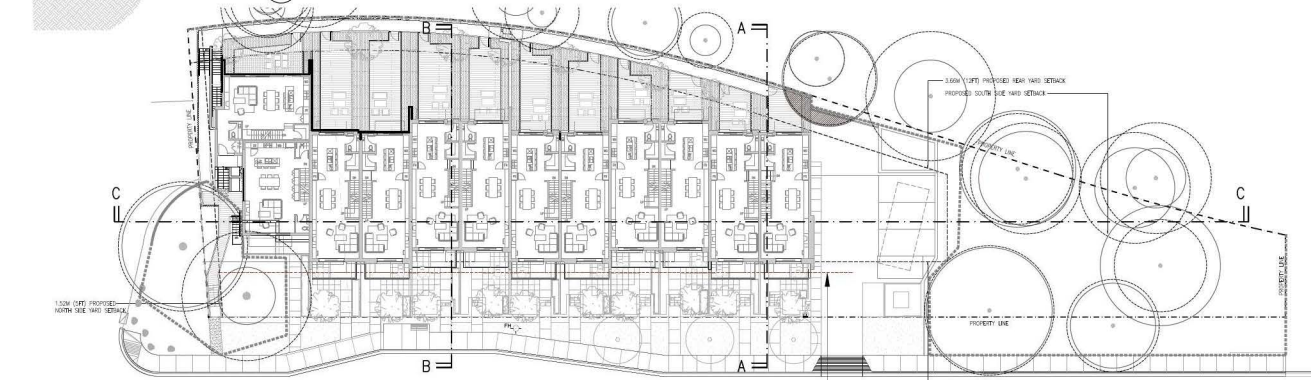 B
A
3.66M (12FT) PROPOSED REAR YARD SETBACK
PROPOSED SOUTH SIDE YARD SETBACK
PROPERTY LINE
PROPERTY LINE
C
C
PROPERTY LINE
1.52M (5FT) PROPOSED
NORTH SIDE YARD SETBACK
FH
PROPERTY LINE
B
A